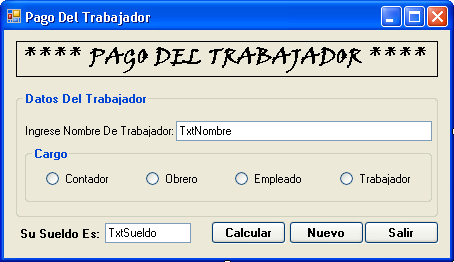 Pago Del Trabajador
**** PAGO DEL TRABAJADOR ****
Datos Del Trabajador
Ingrese Nombre De Trabajador: TxtNombre
Cargo
Contador Obrero Empleado Trabajador
Su Sueldo Es: TxtSueldo Calcular Nuevo Salir